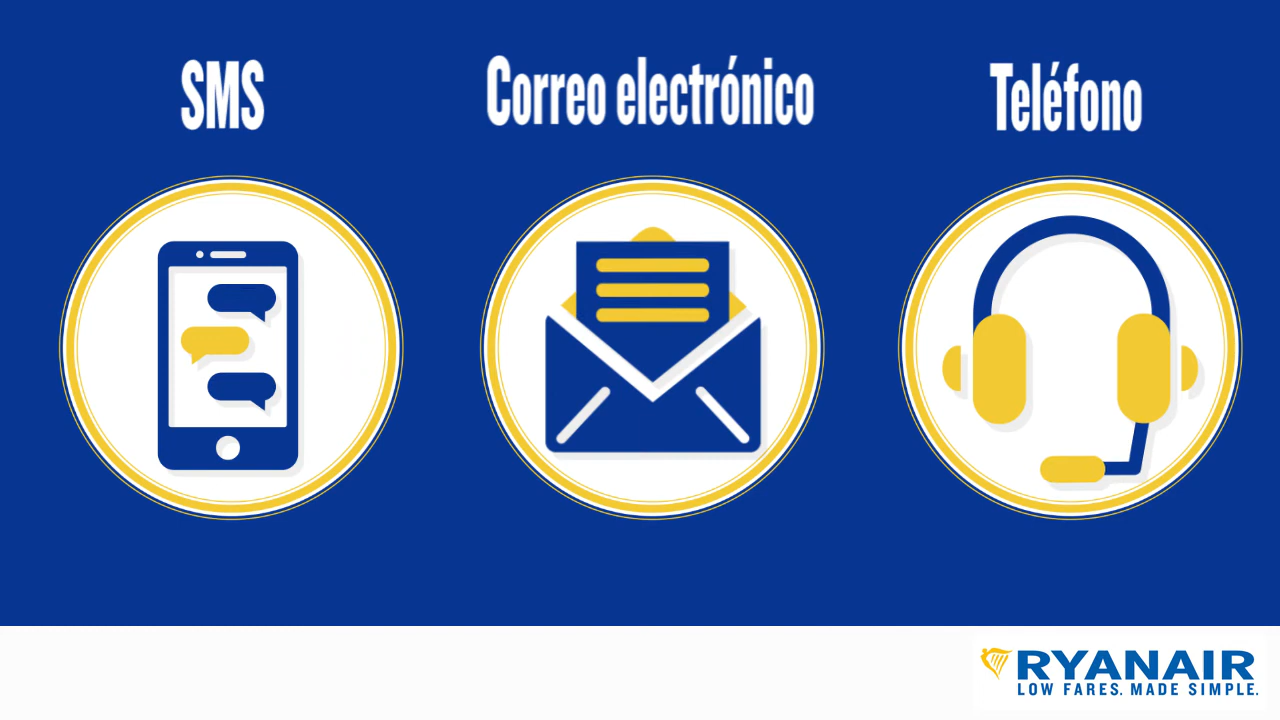 SMS
Correo electrónico
Teléfono
RYANAIR
LOW FARES. MADE SIMPLE.